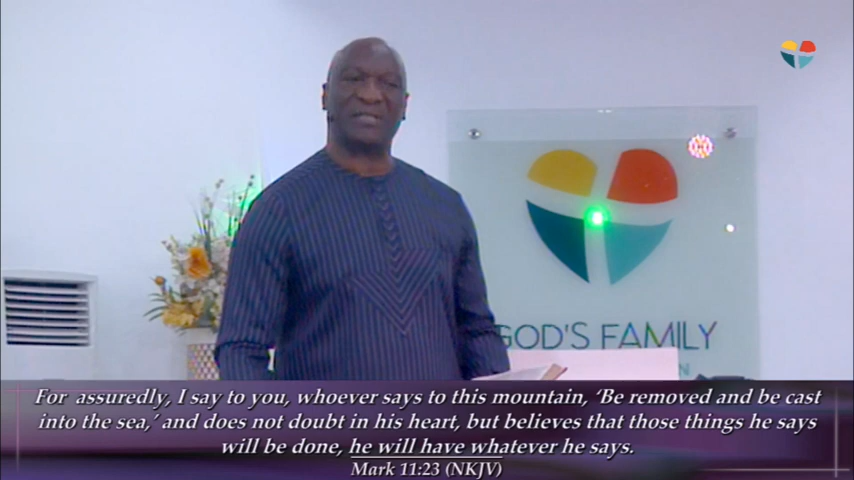 GOD'S FAMILY
For assuredly, I say to you, whoever says to this mountain, ‘Be removed and be cast
into the sea,’ and does not doubt in his heart, but believes that those things he says
will be done, he will have whatever he says.
Mark 11:23 (NKJV)